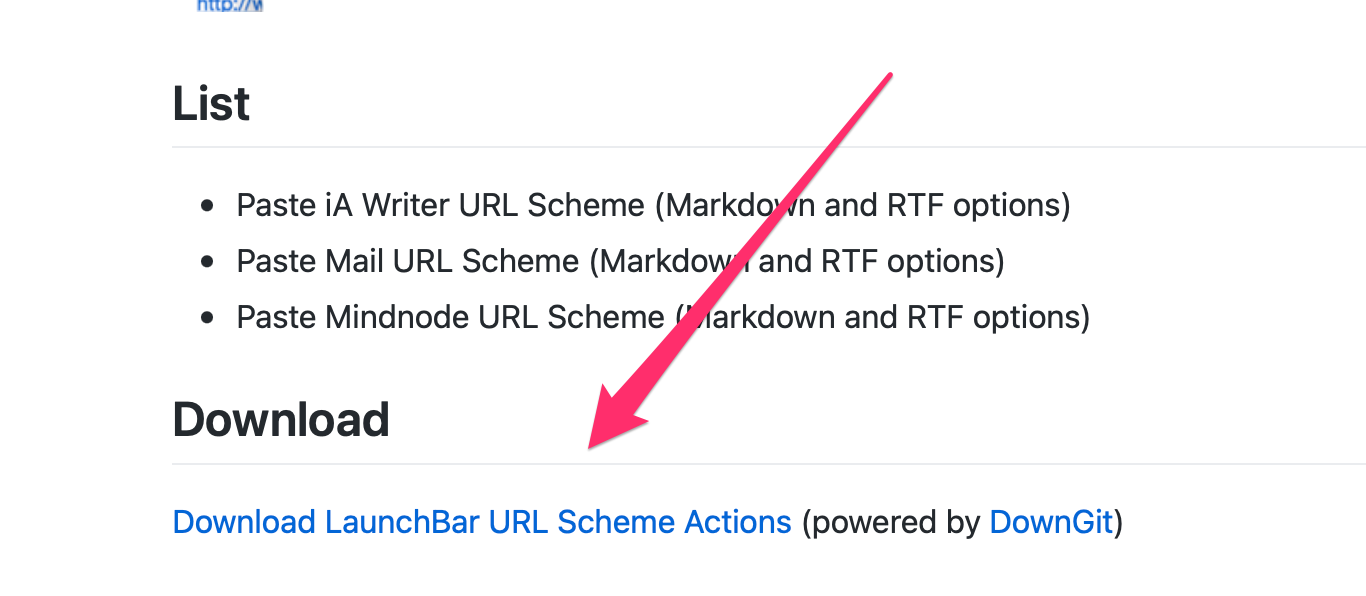 http://w
List
Paste iA Writer URL Scheme (Markdown and RTF options)
Paste Mail URL Scheme (Markdown and RTF options)
Paste Mindnode URL Scheme (Markdown and RTF options)
Download
Download LaunchBar URL Scheme Actions (powered by DownGit)